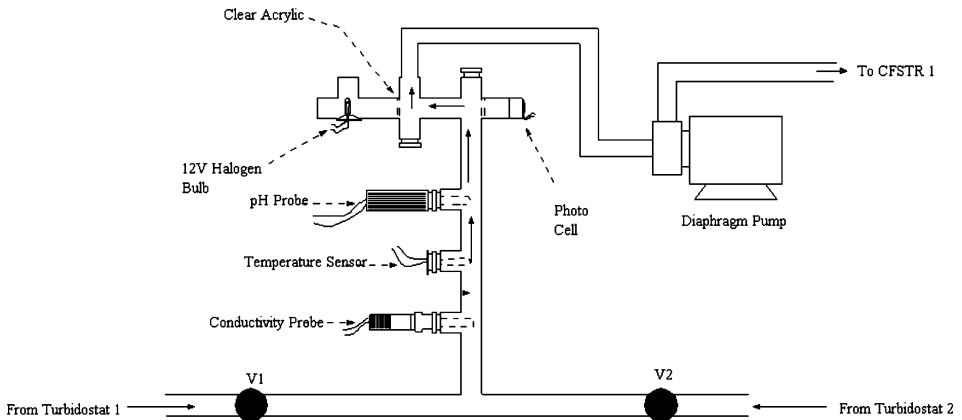 Clear Acrylic
To CFSTR 1
12V Halogen
Bulb
pH Probe
Photo
Cell
Diaphragm Pump
Temperature Sensor
Conductivity Probe
V1
V2
From Turbidostat 1
From Turbidostat 2